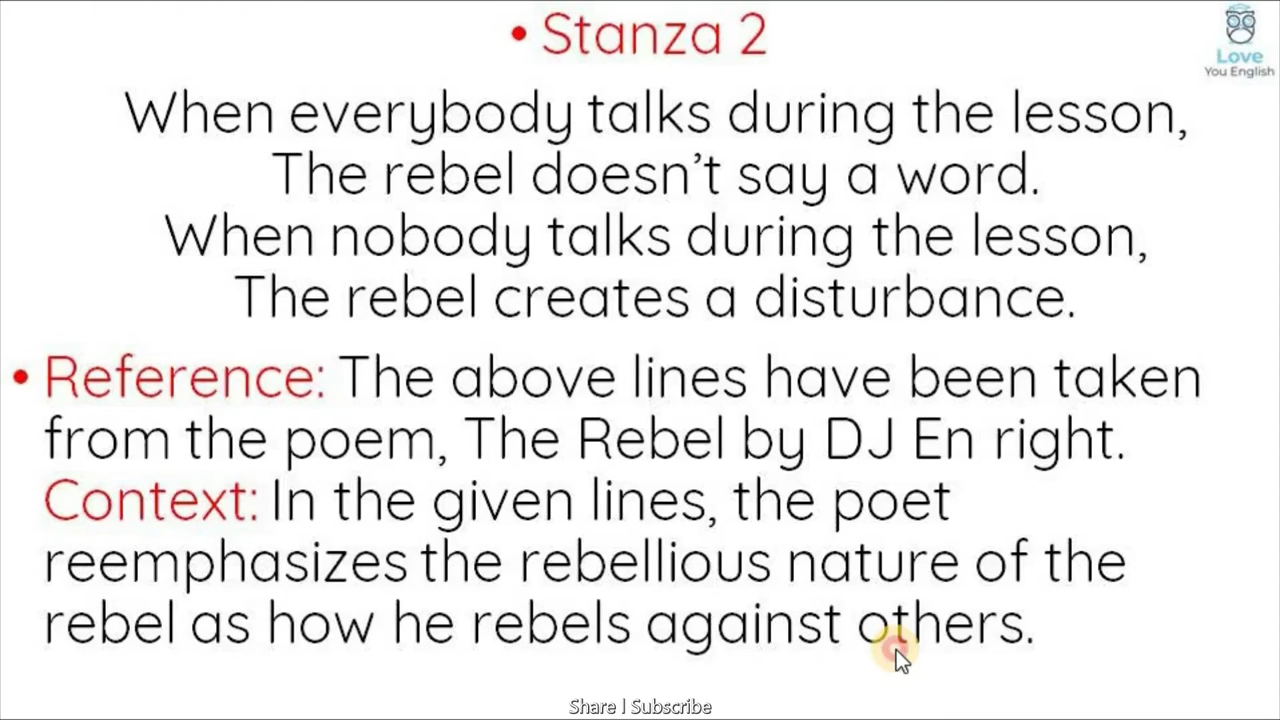 • Stanza 2
Love
You English
When everybody talks during the lesson,
The rebel doesn't say a word.
When nobody talks during the lesson,
The rebel creates a disturbance.
• Reference: The above lines have been taken
from the poem, The Rebel by DJ En right.
Context: In the given lines, the poet
reemphasizes the rebellious nature of the
rebel as how he rebels against others.
Share | Subscribe